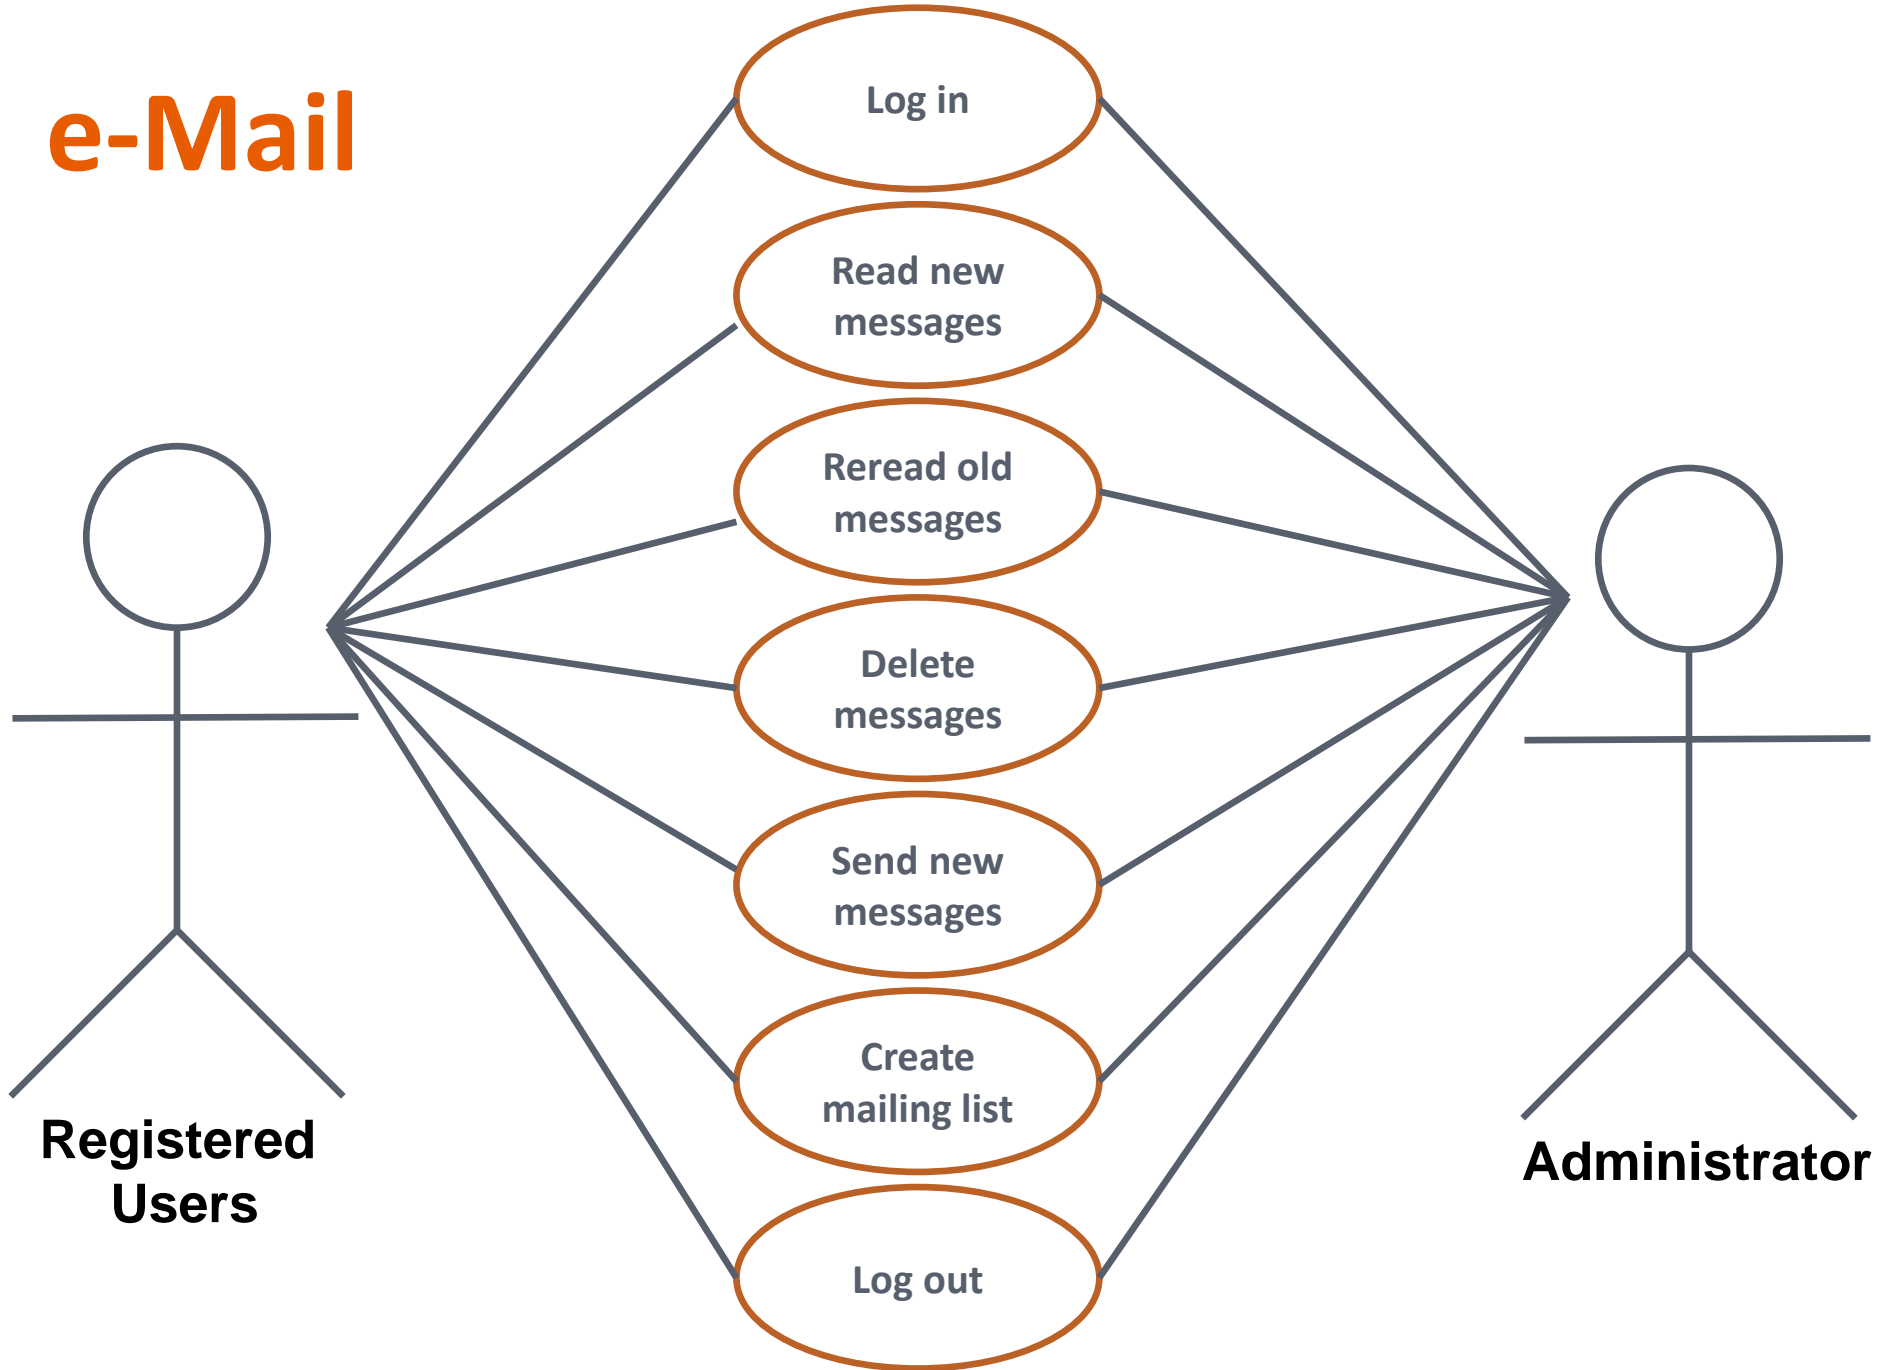 e-Mail
Log in
Read new
messages
Reread old
messages
Delete
messages
Send new
messages
Create
mailing list
Log out
Registered
Users
Administrator